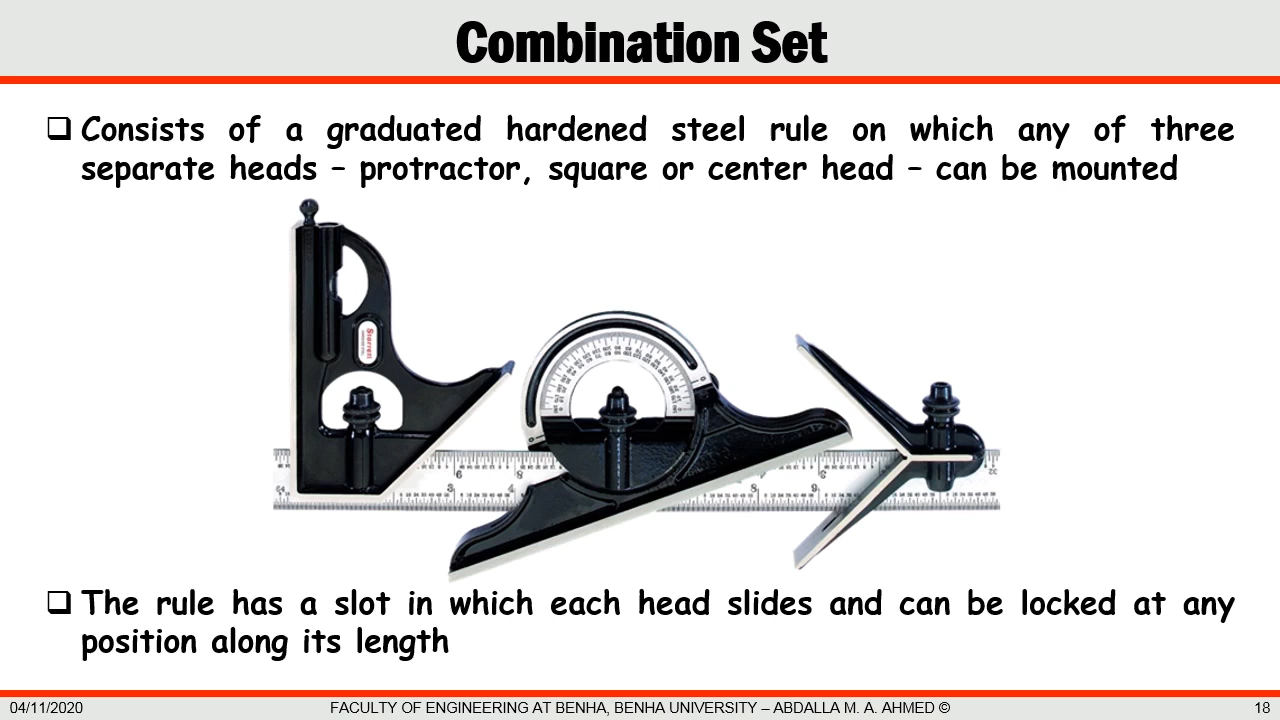 Combination Set
❑ Consists of a graduated hardened steel rule on which any of three
separate heads – protractor, square or center head – can be mounted
Starrett
❑ The rule has a slot in which each head slides and can be locked at any
position along its length
04/11/2020
FACULTY OF ENGINEERING AT BENHA, BENHA UNIVERSITY – ABDALLA M. A. AHMED ©
18